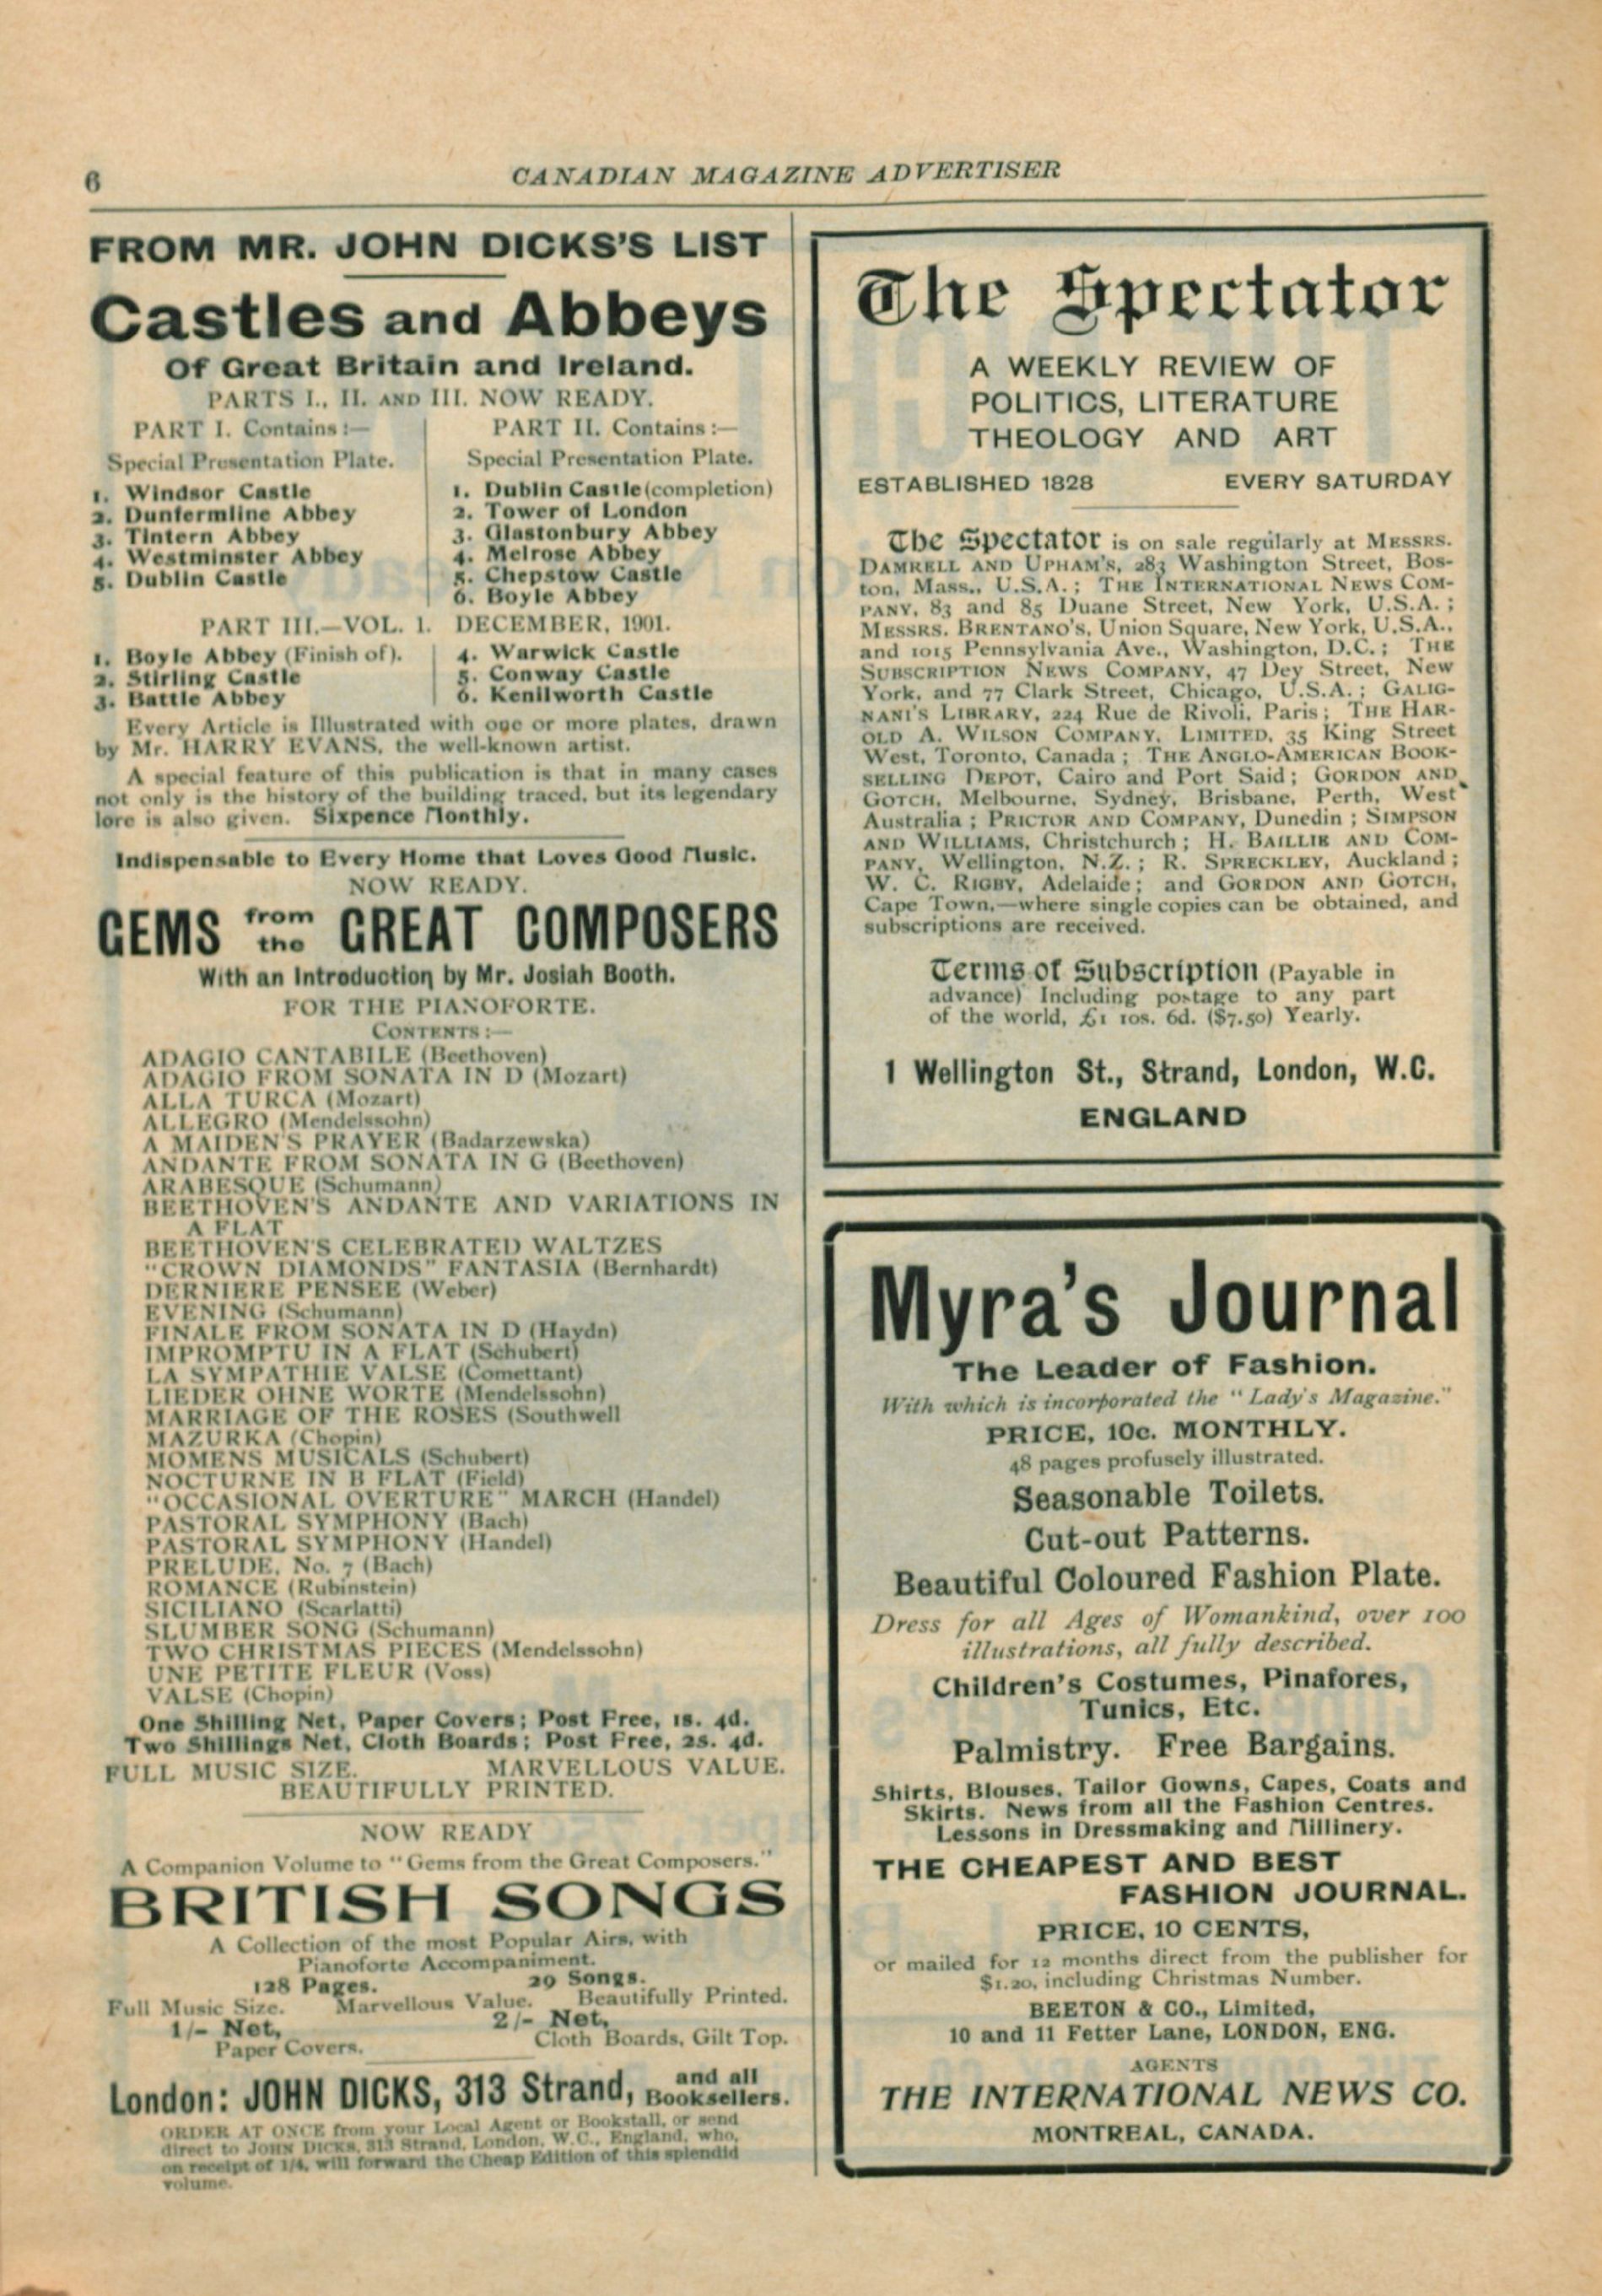 6
CANADIAN MAGAZINE ADVERTISER
FROM MR. JOHN DICKS'S LIST
Castles and Abbeys
Of Great Britain and Ireland.
PARTS I., II. AND III. NOW READY.
PART I. Contains:—
Special Presentation Plate.
1. Windsor Castle
2. Dunfermline Abbey
3. Tintern Abbey
4. Westminster Abbey
5. Dublin Castle
PART II. Contains:—
Special Presentation Plate.
1. Dublin Castle (completion)
2. Tower of London
3. Glastonbury Abbey
4. Melrose Abbey
5. Chepstow Castle
6. Boyle Abbey
PART III.—VOL. 1. DECEMBER, 1901.
1. Boyle Abbey (Finish of).
2. Stirling Castle
3. Battle Abbey
4. Warwick Castle
5. Conway Castle
6. Kenilworth Castle
Every Article is Illustrated with one or more plates, drawn
by Mr. HARRY EVANS, the well-known artist.
A special feature of this publication is that in many cases
not only is the history of the building traced, but its legendary
lore is also given. Sixpence Monthly.
Indispensable to Every Home that Loves Good Music.
NOW READY.
GEMS from the GREAT COMPOSERS
With an Introduction by Mr. Josiah Booth.
FOR THE PIANOFORTE.
CONTENTS:—
ADAGIO CANTABILE (Beethoven)
ADAGIO FROM SONATA IN D (Mozart)
ALLA TURCA (Mozart)
ALLEGRO (Mendelssohn)
A MAIDEN'S PRAYER (Badarzewska)
ANDANTE FROM SONATA IN G (Beethoven)
ARABESQUE (Schumann)
BEETHOVEN'S ANDANTE AND VARIATIONS IN
A FLAT
BEETHOVEN'S CELEBRATED WALTZES
"CROWN DIAMONDS" FANTASIA (Bernhardt)
DERNIERE PENSEE (Weber)
EVENING (Schumann)
FINALE FROM SONATA IN D (Haydn)
IMPROMPTU IN A FLAT (Schubert)
LA SYMPATHIE VALSE (Comettant)
LIEDER OHNE WORTE (Mendelssohn)
MARRIAGE OF THE ROSES (Southwell
MAZURKA (Chopin)
MOMENS MUSICALS (Schubert)
NOCTURNE IN B FLAT (Field)
"OCCASIONAL OVERTURE" MARCH (Handel)
PASTORAL SYMPHONY (Bach)
PASTORAL SYMPHONY (Handel)
PRELUDE, No. 7 (Bach)
ROMANCE (Rubinstein)
SICILIANO (Scarlatti)
SLUMBER SONG (Schumann)
TWO CHRISTMAS PIECES (Mendelssohn)
UNE PETITE FLEUR (Voss)
VALSE (Chopin)
One Shilling Net, Paper Covers; Post Free, 1s. 4d.
Two Shillings Net, Cloth Boards; Post Free, 2s. 4d.
FULL MUSIC SIZE. MARVELLOUS VALUE.
BEAUTIFULLY PRINTED.
NOW READY
A Companion Volume to "Gems from the Great Composers."
BRITISH SONGS
A Collection of the most Popular Airs, with
Pianoforte Accompaniment.
128 Pages. 29 Songs.
Full Music Size. Marvellous Value. Beautifully Printed.
1/- Net, 2/- Net,
Paper Covers. Cloth Boards, Gilt Top.
London: JOHN DICKS, 313 Strand, and all Booksellers.
ORDER AT ONCE from your Local Agent or Bookstall, or send
direct to JOHN DICKS, 313 Strand, London, W.C., England, who,
on receipt of 1/4, will forward the Cheap Edition of this splendid
volume.
The Spectator
A WEEKLY REVIEW OF
POLITICS, LITERATURE
THEOLOGY AND ART
ESTABLISHED 1828 EVERY SATURDAY
The Spectator is on sale regularly at MESSRS.
DAMRELL AND UPHAM'S, 283 Washington Street, Bos-
ton, Mass., U.S.A.; THE INTERNATIONAL NEWS COM-
PANY, 83 and 85 Duane Street, New York, U.S.A.;
MESSRS. BRENTANO'S, Union Square, New York, U.S.A.,
and 1015 Pennsylvania Ave., Washington, D.C.; THE
SUBSCRIPTION NEWS COMPANY, 47 Dey Street, New
York, and 77 Clark Street, Chicago, U.S.A.; GALIG-
NANI'S LIBRARY, 224 Rue de Rivoli, Paris; THE HAR-
OLD A. WILSON COMPANY, LIMITED, 35 King Street
West, Toronto, Canada; THE ANGLO-AMERICAN BOOK-
SELLING DEPOT, Cairo and Port Said; GORDON AND
GOTCH, Melbourne, Sydney, Brisbane, Perth, West
Australia; PRICTOR AND COMPANY, Dunedin; SIMPSON
AND WILLIAMS, Christchurch; H. BAILLIE AND COM-
PANY, Wellington, N.Z.; R. SPRECKLEY, Auckland;
W. C. RIGBY, Adelaide; and GORDON AND GOTCH,
Cape Town,—where single copies can be obtained, and
subscriptions are received.
Terms of Subscription (Payable in
advance) Including postage to any part
of the world, £1 10s. 6d. ($7.50) Yearly.
1 Wellington St., Strand, London, W.C.
ENGLAND
Myra's Journal
The Leader of Fashion.
With which is incorporated the "Lady's Magazine."
PRICE, 10c. MONTHLY.
48 pages profusely illustrated.
Seasonable Toilets.
Cut-out Patterns.
Beautiful Coloured Fashion Plate.
Dress for all Ages of Womankind, over 100
illustrations, all fully described.
Children's Costumes, Pinafores,
Tunics, Etc.
Palmistry. Free Bargains.
Shirts, Blouses, Tailor Gowns, Capes, Coats and
Skirts. News from all the Fashion Centres.
Lessons in Dressmaking and Millinery.
THE CHEAPEST AND BEST
FASHION JOURNAL.
PRICE, 10 CENTS,
or mailed for 12 months direct from the publisher for
$1.20, including Christmas Number.
BEETON & CO., Limited,
10 and 11 Fetter Lane, LONDON, ENG.
AGENTS
THE INTERNATIONAL NEWS CO.
MONTREAL, CANADA.